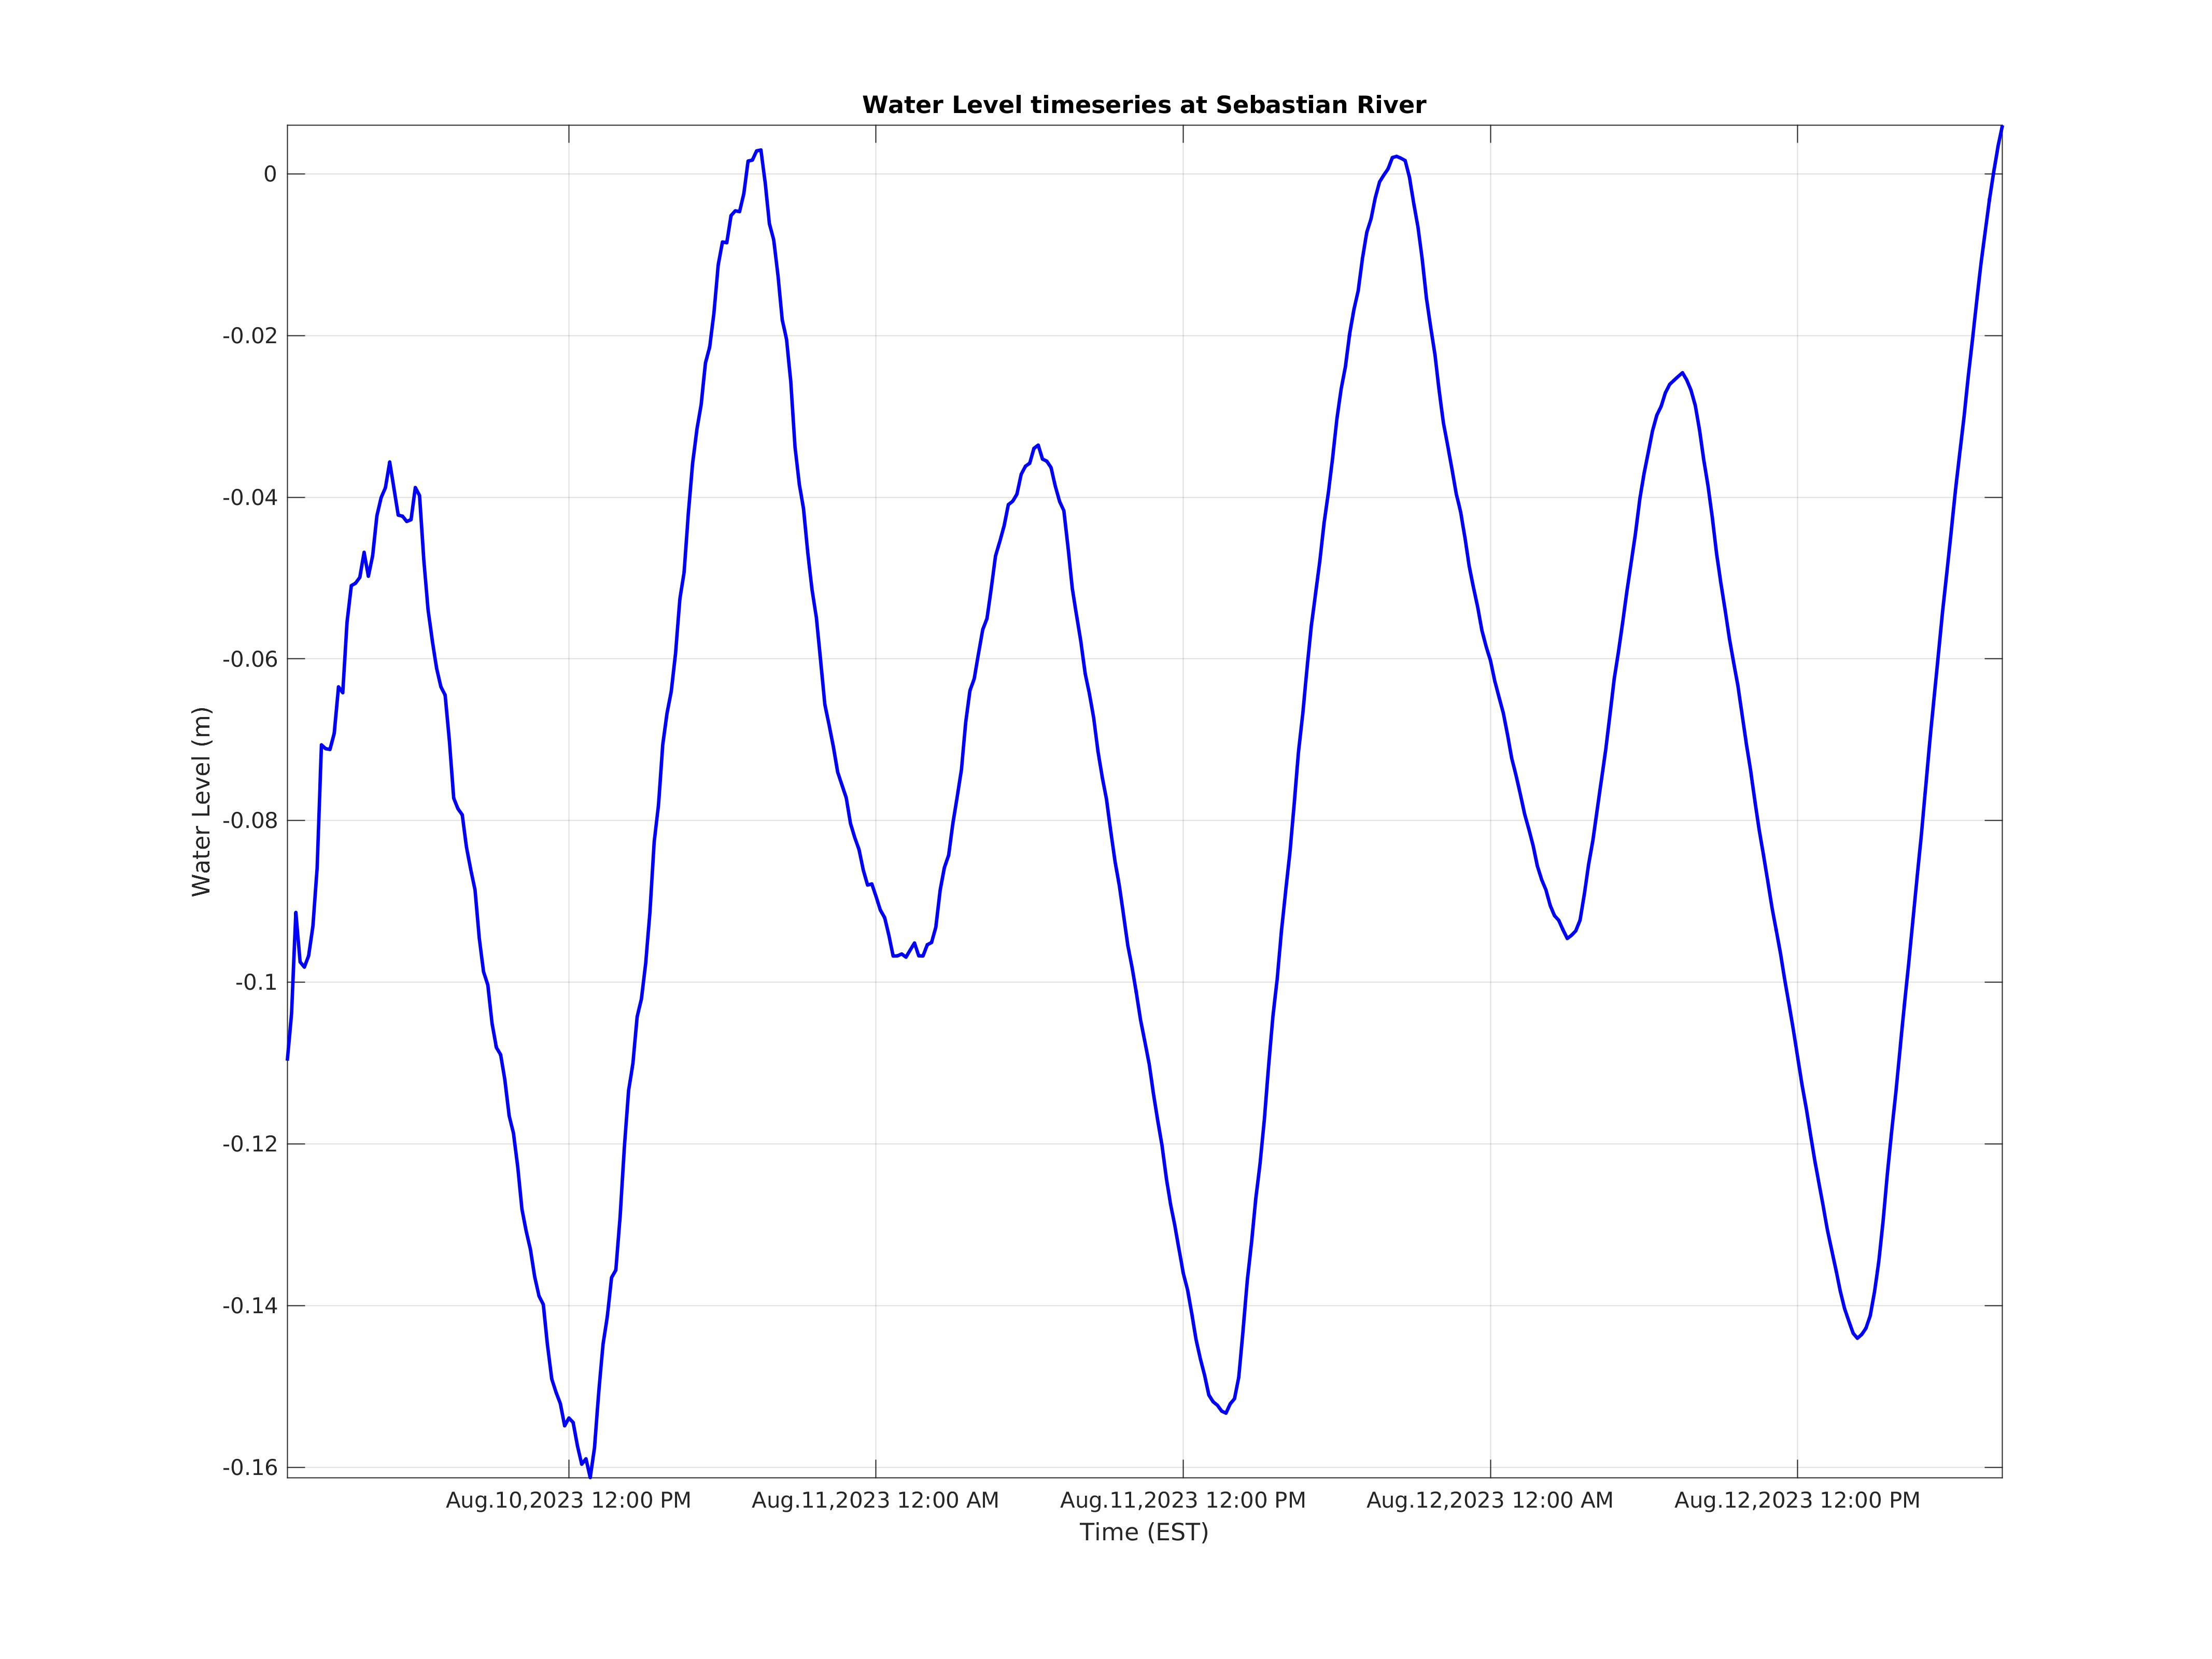 Water Level timeseries at Sebastian River
0
-0.02
-0.04
-0.06
-0.08
-0.1
-0.12
-0.14
-0.16
Water Level (m)
Aug.10,2023 12:00 PM
Aug.11,2023 12:00 AM
Aug.11,2023 12:00 PM
Aug.12,2023 12:00 AM
Aug.12,2023 12:00 PM
Time (EST)